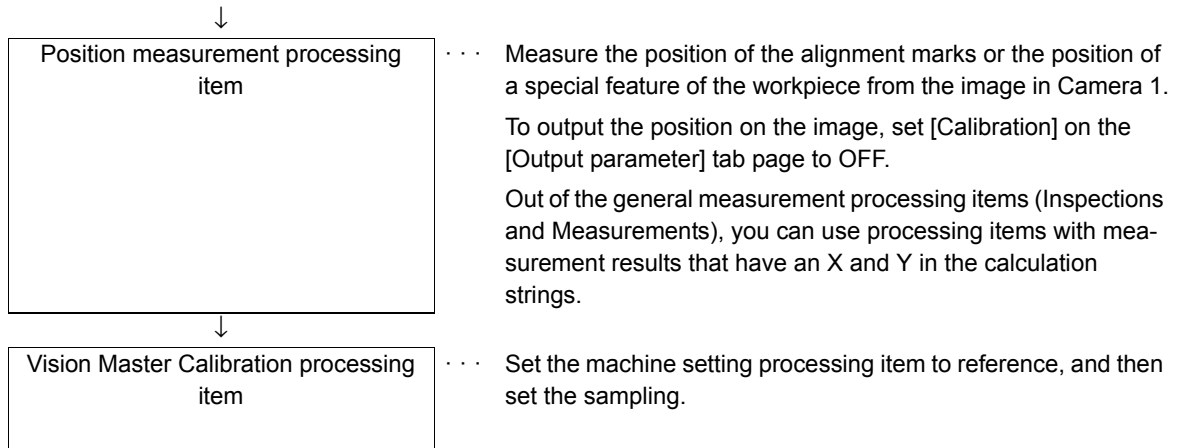 ↓
Position measurement processing
item
· · ·
Measure the position of the alignment marks or the position of
a special feature of the workpiece from the image in Camera 1.
To output the position on the image, set [Calibration] on the
[Output parameter] tab page to OFF.
Out of the general measurement processing items (Inspections
and Measurements), you can use processing items with mea-
surement results that have an X and Y in the calculation
strings.
↓
Vision Master Calibration processing
item
· · ·
Set the machine setting processing item to reference, and then
set the sampling.